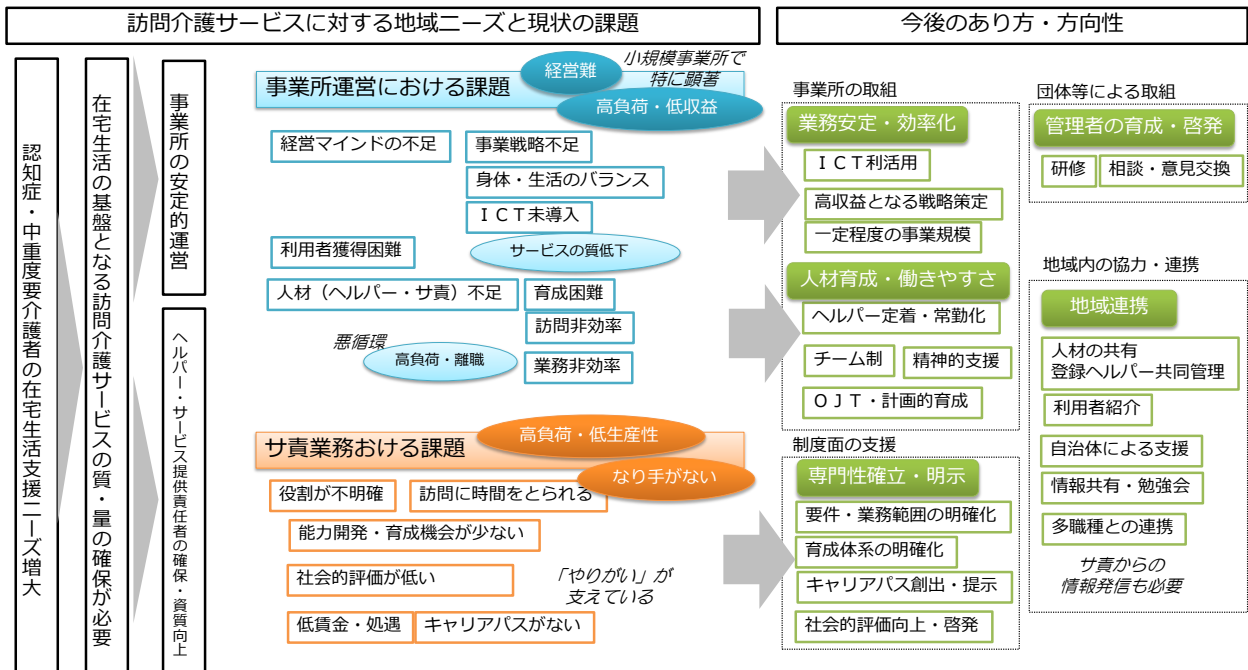 訪問介護サービスに対する地域ニーズと現状の課題
今後のあり方・方向性
認知症・中重度要介護者の在宅生活支援ニーズ増大
在宅生活の基盤となる訪問介護サービスの質・量の確保が必要
事業所の安定的運営
ヘルパー・サービス提供責任者の確保・資質向上
事業所運営における課題
経営難
小規模事業所で
特に顕著
高負荷・低収益
経営マインドの不足
事業戦略不足
身体・生活のバランス
ＩＣＴ未導入
利用者獲得困難
サービスの質低下
人材（ヘルパー・サ責）不足
育成困難
訪問非効率
悪循環
高負荷・離職
業務非効率
サ責業務おける課題
高負荷・低生産性
なり手がない
役割が不明確
訪問に時間をとられる
能力開発・育成機会が少ない
社会的評価が低い
「やりがい」が
支えている
低賃金・処遇
キャリアパスがない
事業所の取組
業務安定・効率化
ＩＣＴ利活用
高収益となる戦略策定
一定程度の事業規模
人材育成・働きやすさ
ヘルパー定着・常勤化
チーム制
精神的支援
ＯＪＴ・計画的育成
制度面の支援
専門性確立・明示
要件・業務範囲の明確化
育成体系の明確化
キャリアパス創出・提示
社会的評価向上・啓発
団体等による取組
管理者の育成・啓発
研修
相談・意見交換
地域内の協力・連携
地域連携
人材の共有
登録ヘルパー共同管理
利用者紹介
自治体による支援
情報共有・勉強会
多職種との連携
サ責からの
情報発信も必要